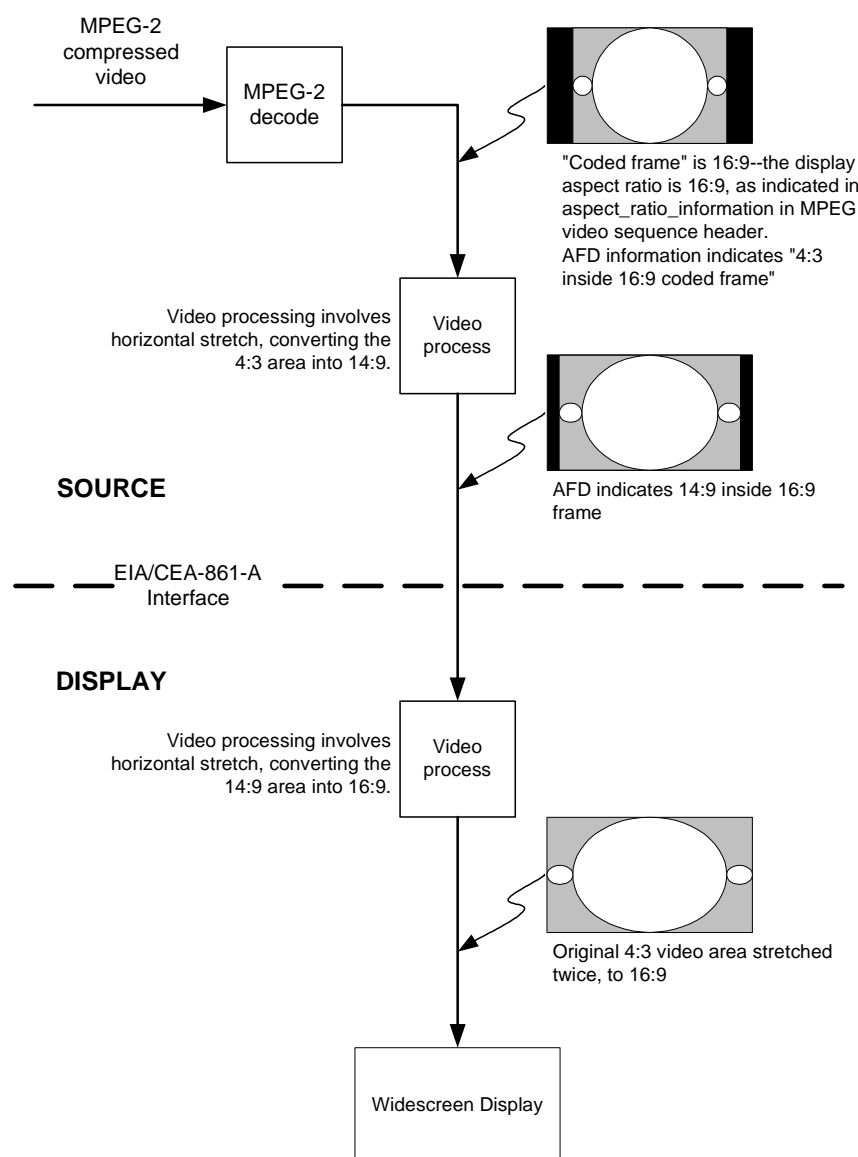 MPEG-2
compressed
video
MPEG-2
decode
"Coded frame" is 16:9--the display
aspect ratio is 16:9, as indicated in
aspect_ratio_information in MPEG
video sequence header.
AFD information indicates "4:3
inside 16:9 coded frame"
Video processing involves
horizontal stretch, converting the
4:3 area into 14:9.
Video
process
AFD indicates 14:9 inside 16:9
frame
SOURCE
EIA/CEA-861-A
Interface
DISPLAY
Video processing involves
horizontal stretch, converting the
14:9 area into 16:9.
Video
process
Original 4:3 video area stretched
twice, to 16:9
Widescreen Display